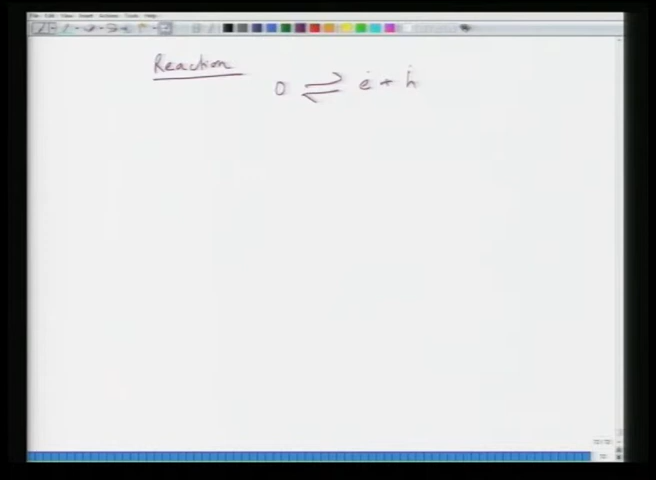 Reaction
0 ⇌ e' + h˙